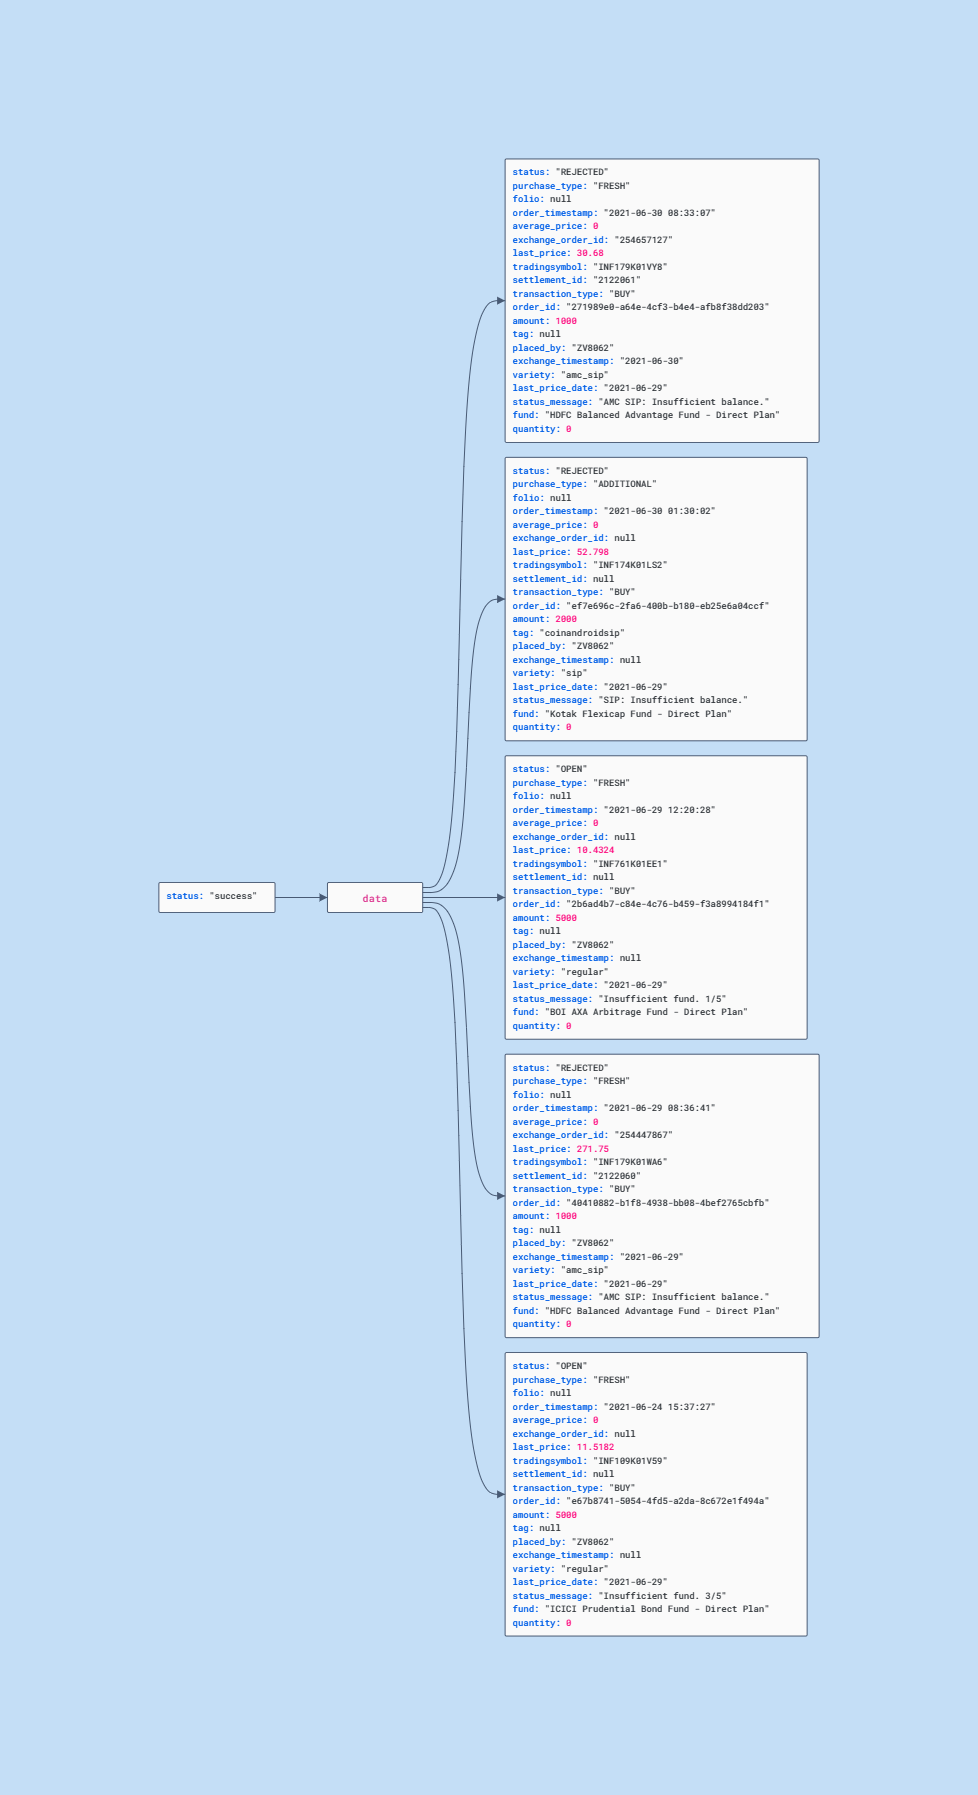 status: "success"
data
status: "REJECTED"
purchase_type: "FRESH"
folio: null
order_timestamp: "2021-06-30 08:33:07"
average_price: 0
exchange_order_id: "254657127"
last_price: 30.68
tradingsymbol: "INF179K01VY8"
settlement_id: "2122061"
transaction_type: "BUY"
order_id: "271989e0-a64e-4cf3-b4e4-afb8f38dd203"
amount: 1000
tag: null
placed_by: "ZV8062"
exchange_timestamp: "2021-06-30"
variety: "amc_sip"
last_price_date: "2021-06-29"
status_message: "AMC SIP: Insufficient balance."
fund: "HDFC Balanced Advantage Fund - Direct Plan"
quantity: 0
status: "REJECTED"
purchase_type: "ADDITIONAL"
folio: null
order_timestamp: "2021-06-30 01:30:02"
average_price: 0
exchange_order_id: null
last_price: 52.798
tradingsymbol: "INF174K01LS2"
settlement_id: null
transaction_type: "BUY"
order_id: "ef7e696c-2fa6-400b-b180-eb25e6a04ccf"
amount: 2000
tag: "coinandroidsip"
placed_by: "ZV8062"
exchange_timestamp: null
variety: "sip"
last_price_date: "2021-06-29"
status_message: "SIP: Insufficient balance."
fund: "Kotak Flexicap Fund - Direct Plan"
quantity: 0
status: "OPEN"
purchase_type: "FRESH"
folio: null
order_timestamp: "2021-06-29 12:20:28"
average_price: 0
exchange_order_id: null
last_price: 10.4324
tradingsymbol: "INF761K01EE1"
settlement_id: null
transaction_type: "BUY"
order_id: "2b6ad4b7-c84e-4c76-b459-f3a8994184f1"
amount: 5000
tag: null
placed_by: "ZV8062"
exchange_timestamp: null
variety: "regular"
last_price_date: "2021-06-29"
status_message: "Insufficient fund. 1/5"
fund: "BOI AXA Arbitrage Fund - Direct Plan"
quantity: 0
status: "REJECTED"
purchase_type: "FRESH"
folio: null
order_timestamp: "2021-06-29 08:36:41"
average_price: 0
exchange_order_id: "254447867"
last_price: 271.75
tradingsymbol: "INF179K01WA6"
settlement_id: "2122060"
transaction_type: "BUY"
order_id: "40410882-b1f8-4938-bb08-4bef2765cbfb"
amount: 1000
tag: null
placed_by: "ZV8062"
exchange_timestamp: "2021-06-29"
variety: "amc_sip"
last_price_date: "2021-06-29"
status_message: "AMC SIP: Insufficient balance."
fund: "HDFC Balanced Advantage Fund - Direct Plan"
quantity: 0
status: "OPEN"
purchase_type: "FRESH"
folio: null
order_timestamp: "2021-06-24 15:37:27"
average_price: 0
exchange_order_id: null
last_price: 11.5182
tradingsymbol: "INF109K01V59"
settlement_id: null
transaction_type: "BUY"
order_id: "e67b8741-5054-4fd5-a2da-8c672e1f494a"
amount: 5000
tag: null
placed_by: "ZV8062"
exchange_timestamp: null
variety: "regular"
last_price_date: "2021-06-29"
status_message: "Insufficient fund. 3/5"
fund: "ICICI Prudential Bond Fund - Direct Plan"
quantity: 0